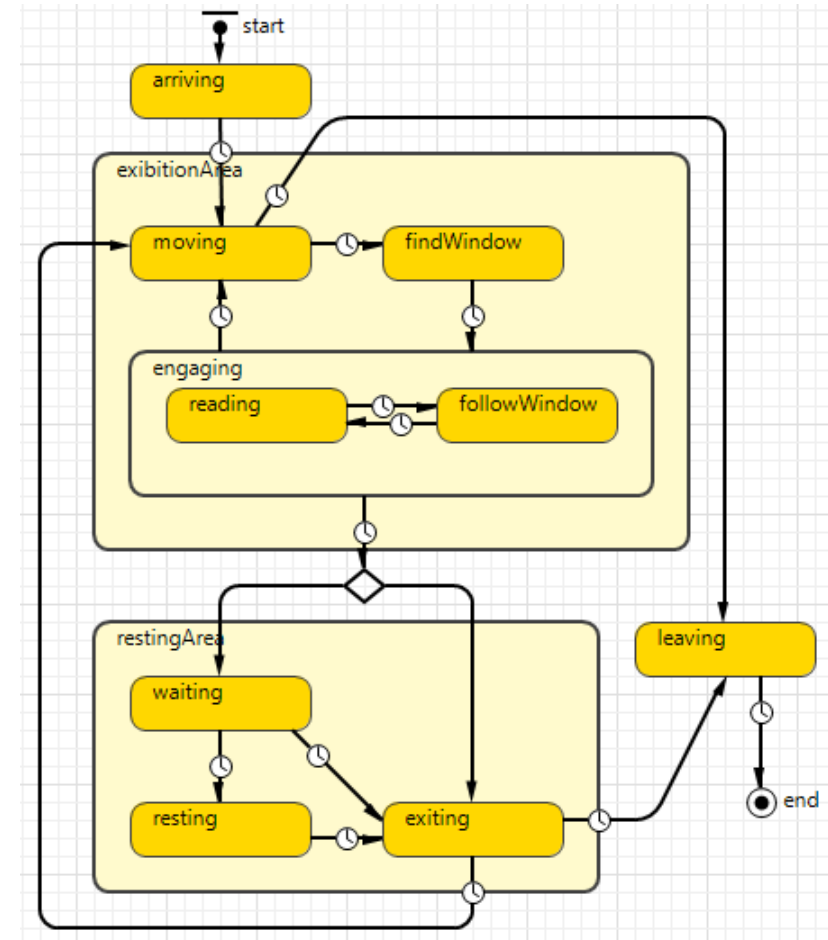 start
arriving
exibitionArea
moving
findWindow
engaging
reading
followWindow
restingArea
leaving
waiting
resting
exiting
end